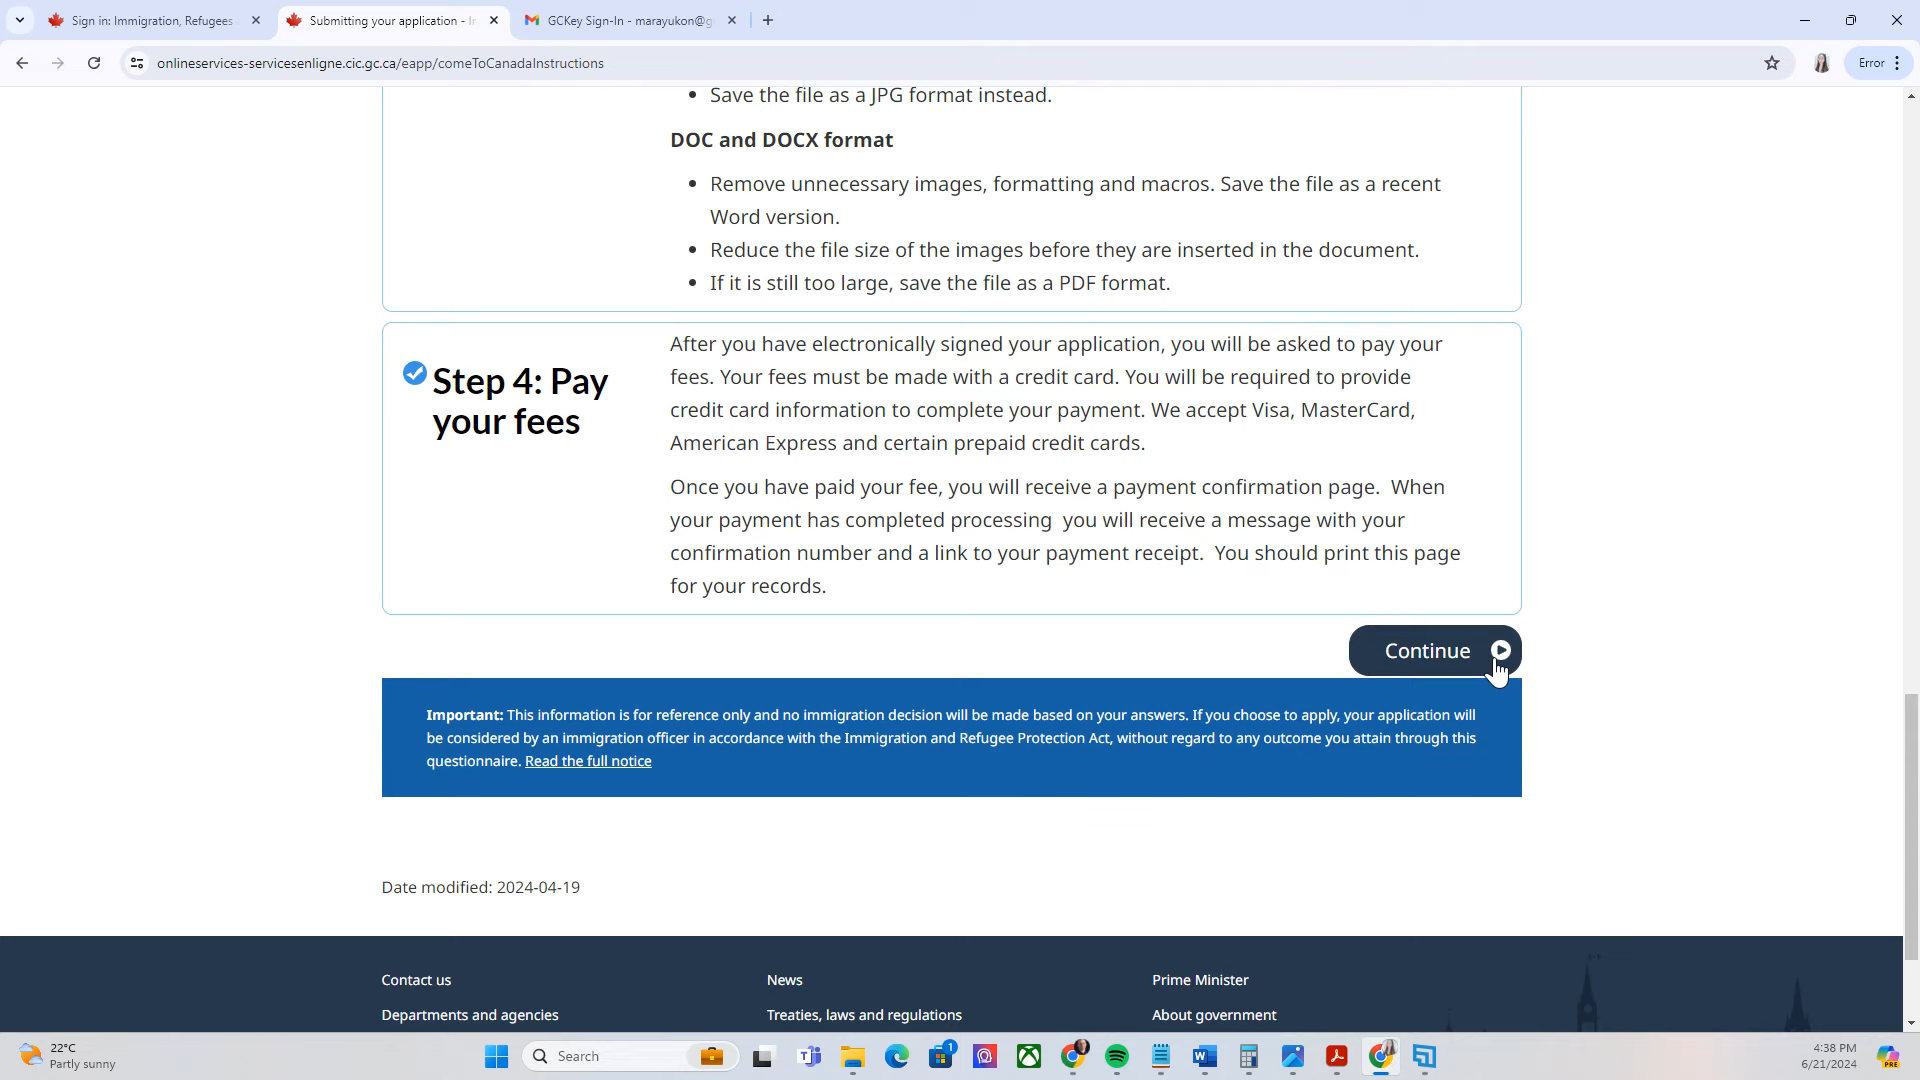 Sign in: Immigration, Refugees
Submitting your application - I
GCKey Sign-In - marayukon@g
onlineservices-servicesenligne.cic.gc.ca/eapp/comeToCanadaInstructions
Error
• Save the file as a JPG format instead.
DOC and DOCX format
• Remove unnecessary images, formatting and macros. Save the file as a recent
Word version.
• Reduce the file size of the images before they are inserted in the document.
• If it is still too large, save the file as a PDF format.
Step 4: Pay
your fees
After you have electronically signed your application, you will be asked to pay your
fees. Your fees must be made with a credit card. You will be required to provide
credit card information to complete your payment. We accept Visa, MasterCard,
American Express and certain prepaid credit cards.
Once you have paid your fee, you will receive a payment confirmation page.  When
your payment has completed processing  you will receive a message with your
confirmation number and a link to your payment receipt.  You should print this page
for your records.
Continue
Important: This information is for reference only and no immigration decision will be made based on your answers. If you choose to apply, your application will
be considered by an immigration officer in accordance with the Immigration and Refugee Protection Act, without regard to any outcome you attain through this
questionnaire. Read the full notice
Date modified: 2024-04-19
Contact us
News
Prime Minister
Departments and agencies
Treaties, laws and regulations
About government
22°C
Partly sunny
Search
1
4:38 PM
6/21/2024
PRE